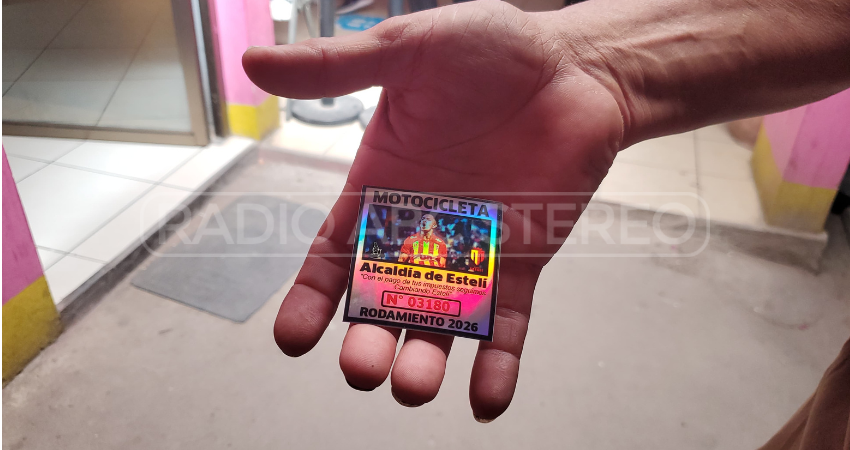 MOTOCICLETA
Alcaldía de Estelí
"Con el pago de tus impuestos seguimos
Cambiando Estelí"
N° 03180
RODAMIENTO 2026
RADIO ABC STEREO